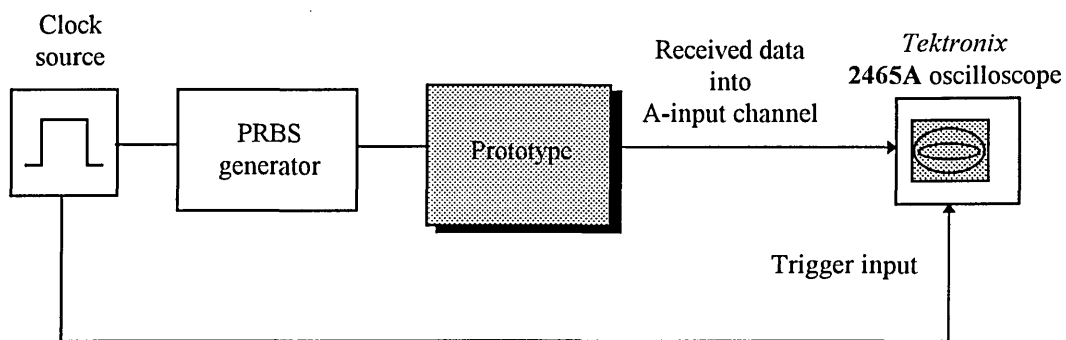 Clock
source
PRBS
generator
Prototype
Received data
into
A-input channel
Tektronix
2465A oscilloscope
Trigger input